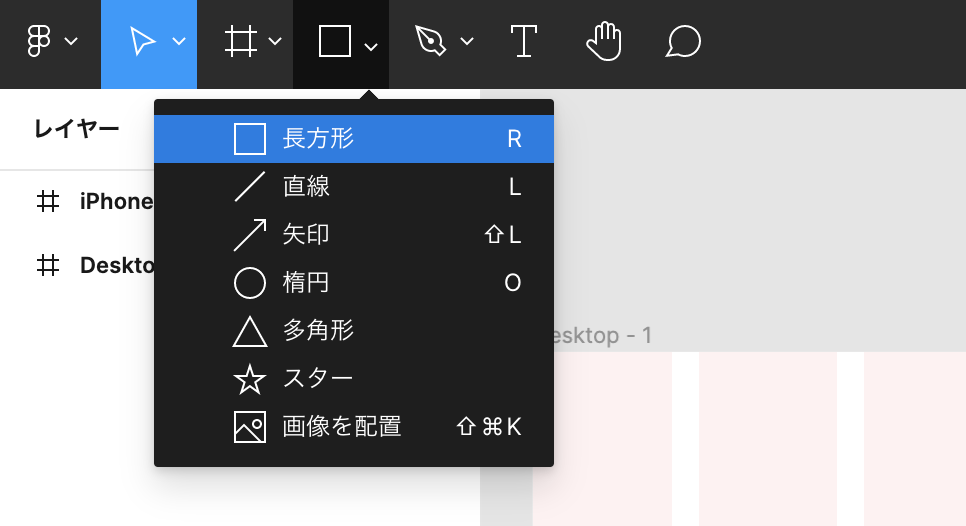 レイヤー
長方形 R
直線 L
iPhone
矢印 ⇧L
Deskto
楕円 O
多角形
esktop - 1
スター
画像を配置 ⇧⌘K